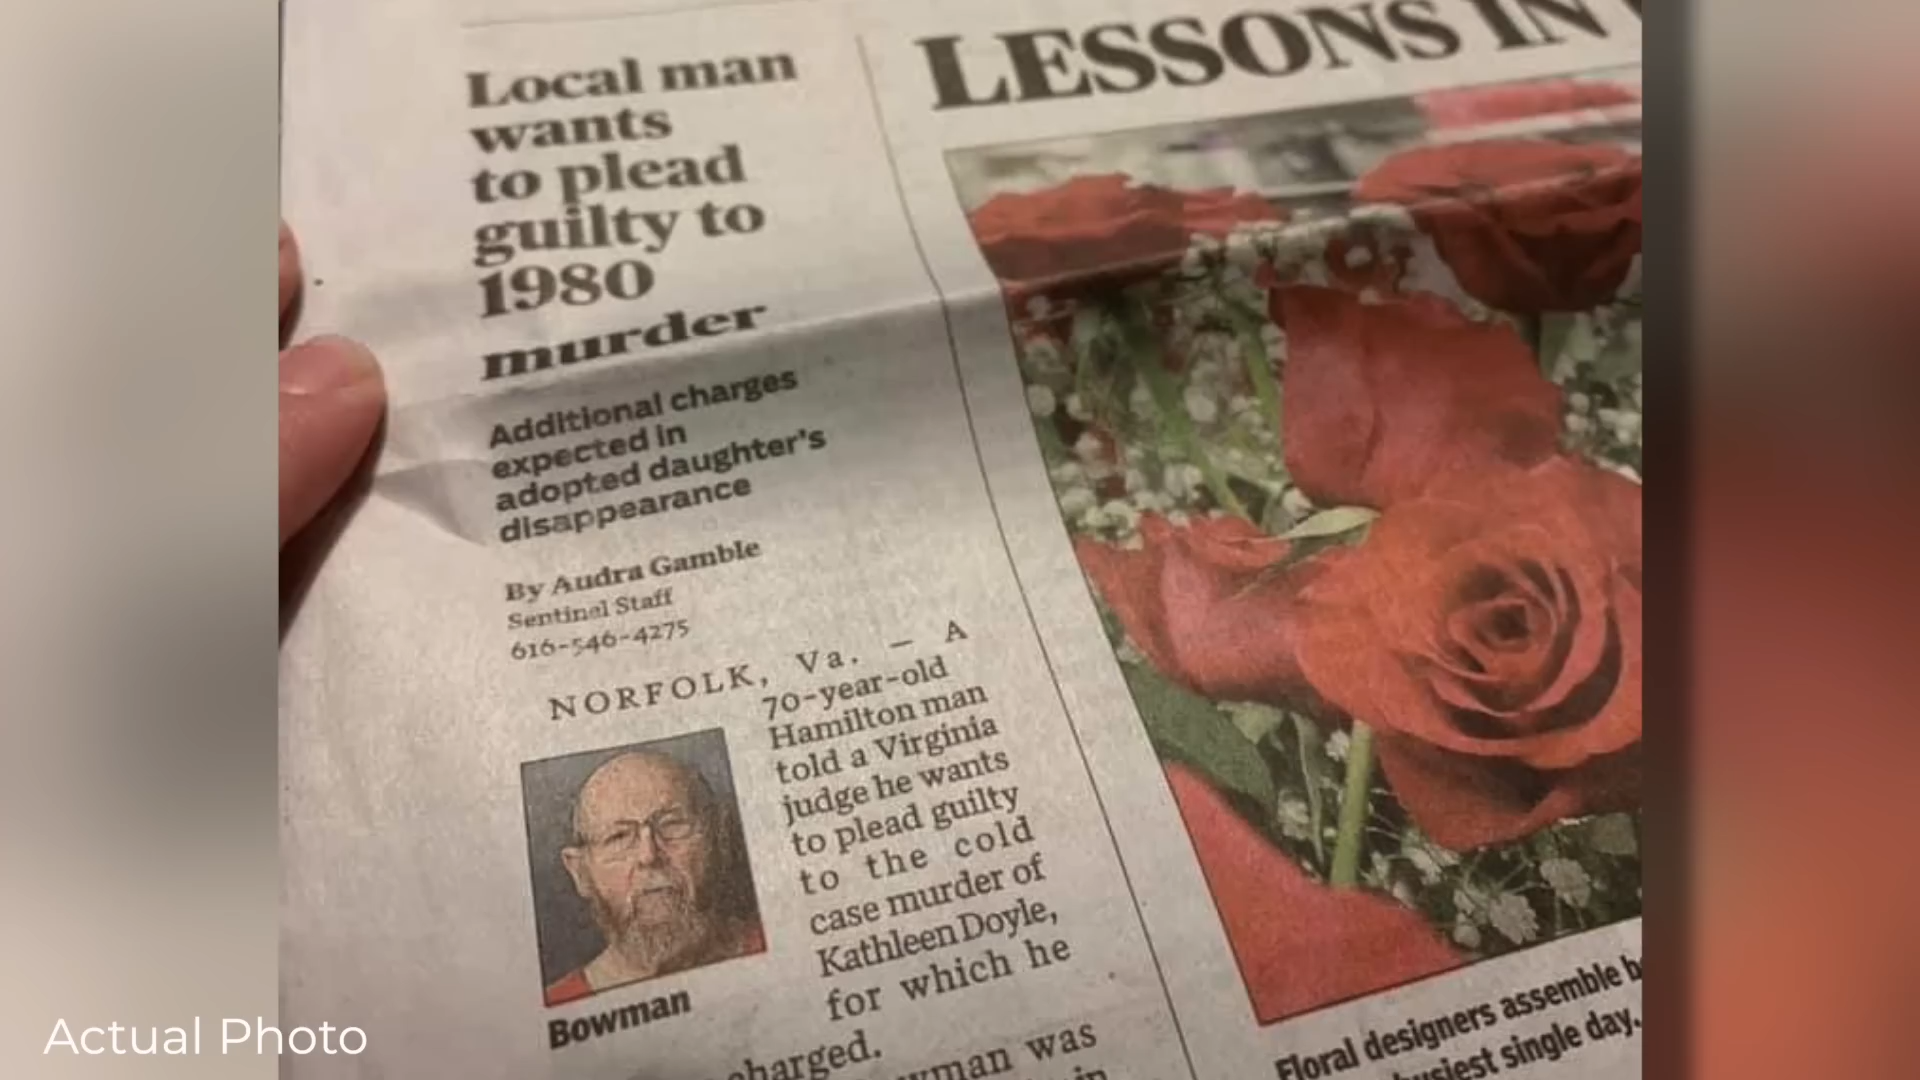 Local man
wants
to plead
guilty to
1980
murder
Additional charges
expected in
adopted daughter's
disappearance
By Audra Gamble
Sentinel Staff
616-546-4275
NORFOLK, Va. — A
70-year-old
Hamilton man
told a Virginia
judge he wants
to plead guilty
to the cold
case murder of
Kathleen Doyle,
for which he
charged.
was
in
Bowman
LESSONS IN
Floral designers assemble
busiest single day.
Actual Photo